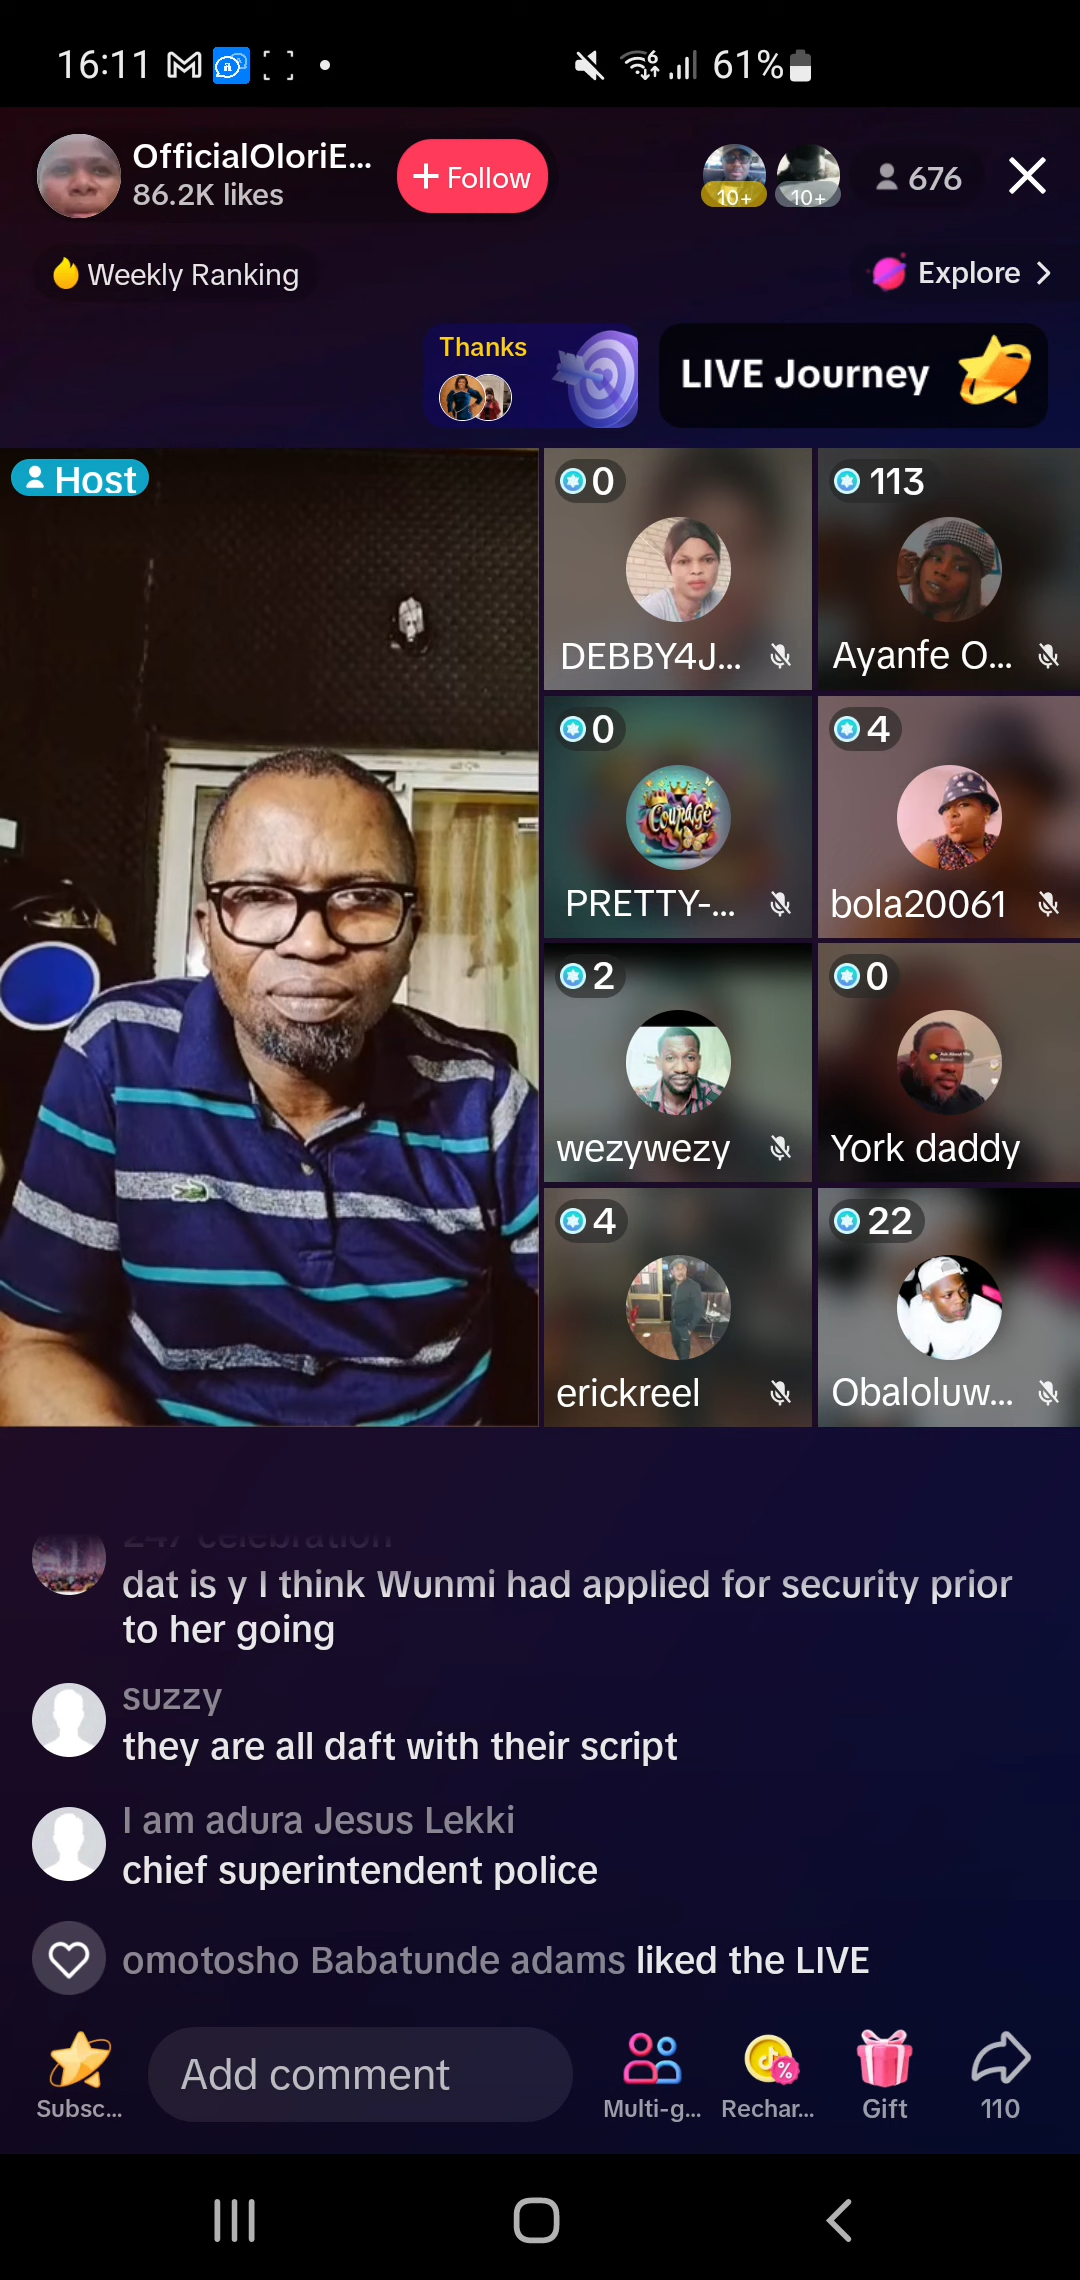 16:11
61%
OfficialOloriE...
86.2K likes
+ Follow
10+
10+
676
Weekly Ranking
Explore
Thanks
LIVE Journey
Host
0
DEBBY4J...
113
Ayanfe O...
0
Courage
PRETTY-...
4
bola20061
2
wezywezy
0
York daddy
4
erickreel
22
Obaloluw...
247 celebration
dat is y I think Wunmi had applied for security prior
to her going
suzzy
they are all daft with their script
I am adura Jesus Lekki
chief superintendent police
omotosho Babatunde adams liked the LIVE
Subsc...
Add comment
Multi-g...
Rechar...
Gift
110